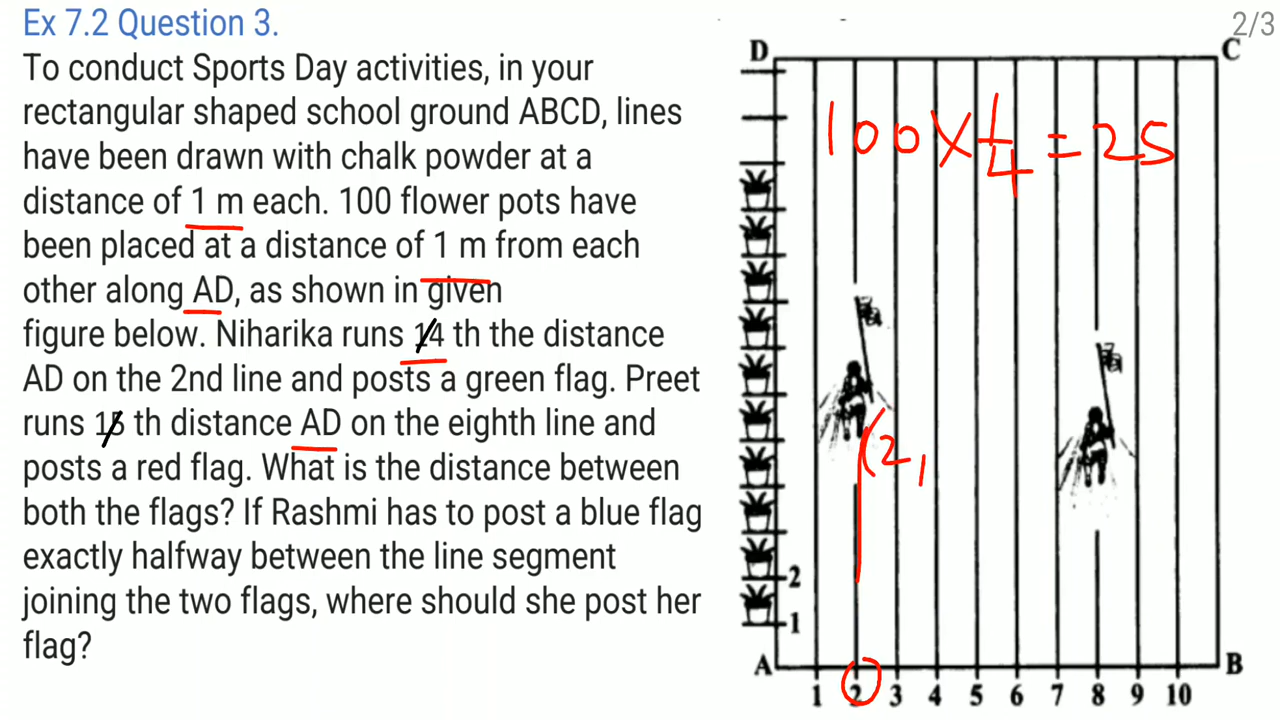 Ex 7.2 Question 3.
2/3
To conduct Sports Day activities, in your
rectangular shaped school ground ABCD, lines
have been drawn with chalk powder at a
distance of 1 m each. 100 flower pots have
been placed at a distance of 1 m from each
other along AD, as shown in given
figure below. Niharika runs 1/4 th the distance
AD on the 2nd line and posts a green flag. Preet
runs 1/5 th distance AD on the eighth line and
posts a red flag. What is the distance between
both the flags? If Rashmi has to post a blue flag
exactly halfway between the line segment
joining the two flags, where should she post her
flag?
D C
100 X 1/4 = 25
(2,
2
1
A B
1 2 3 4 5 6 7 8 9 10